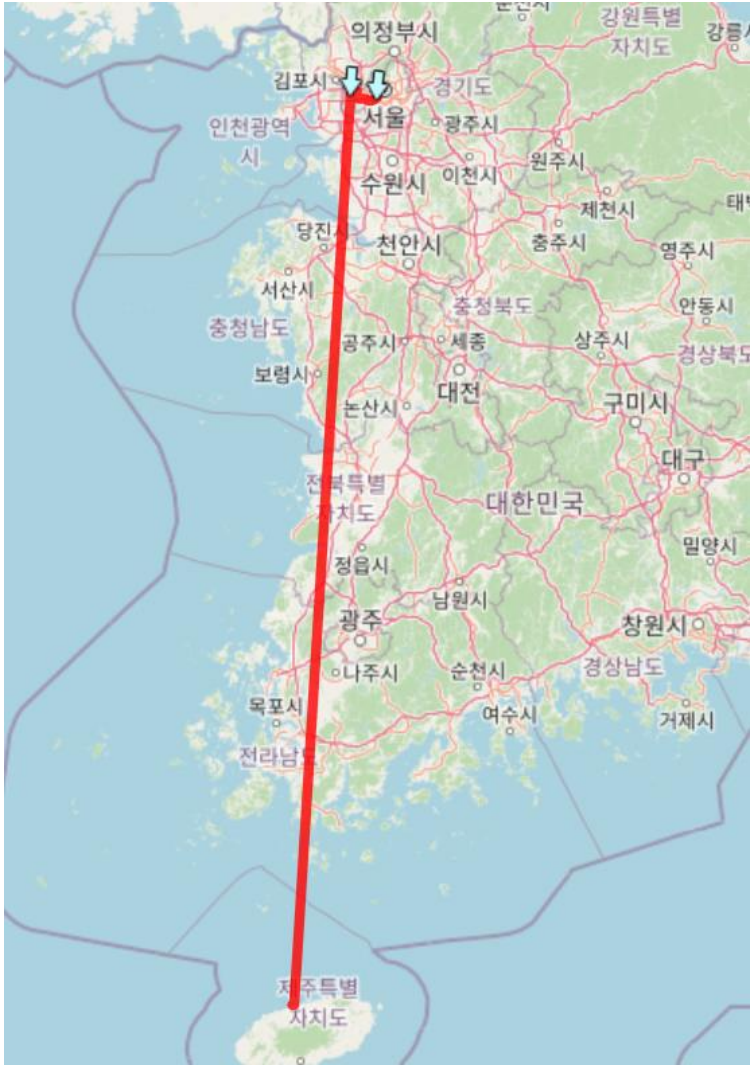 춘천시
강원특별
자치도
강릉시
의정부시
김포시
경기도
서울
광주시
인천광역
시
수원시
이천시
원주시
제천시
당진시
천안시
충주시
영주시
서산시
충청북도
안동시
충청남도
공주시
세종
상주시
경상북도
보령시
대전
논산시
구미시
대구
전북특별
자치도
대한민국
정읍시
밀양시
남원시
광주
창원시
나주시
순천시
경상남도
목포시
여수시
거제시
전라남도
제주특별
자치도